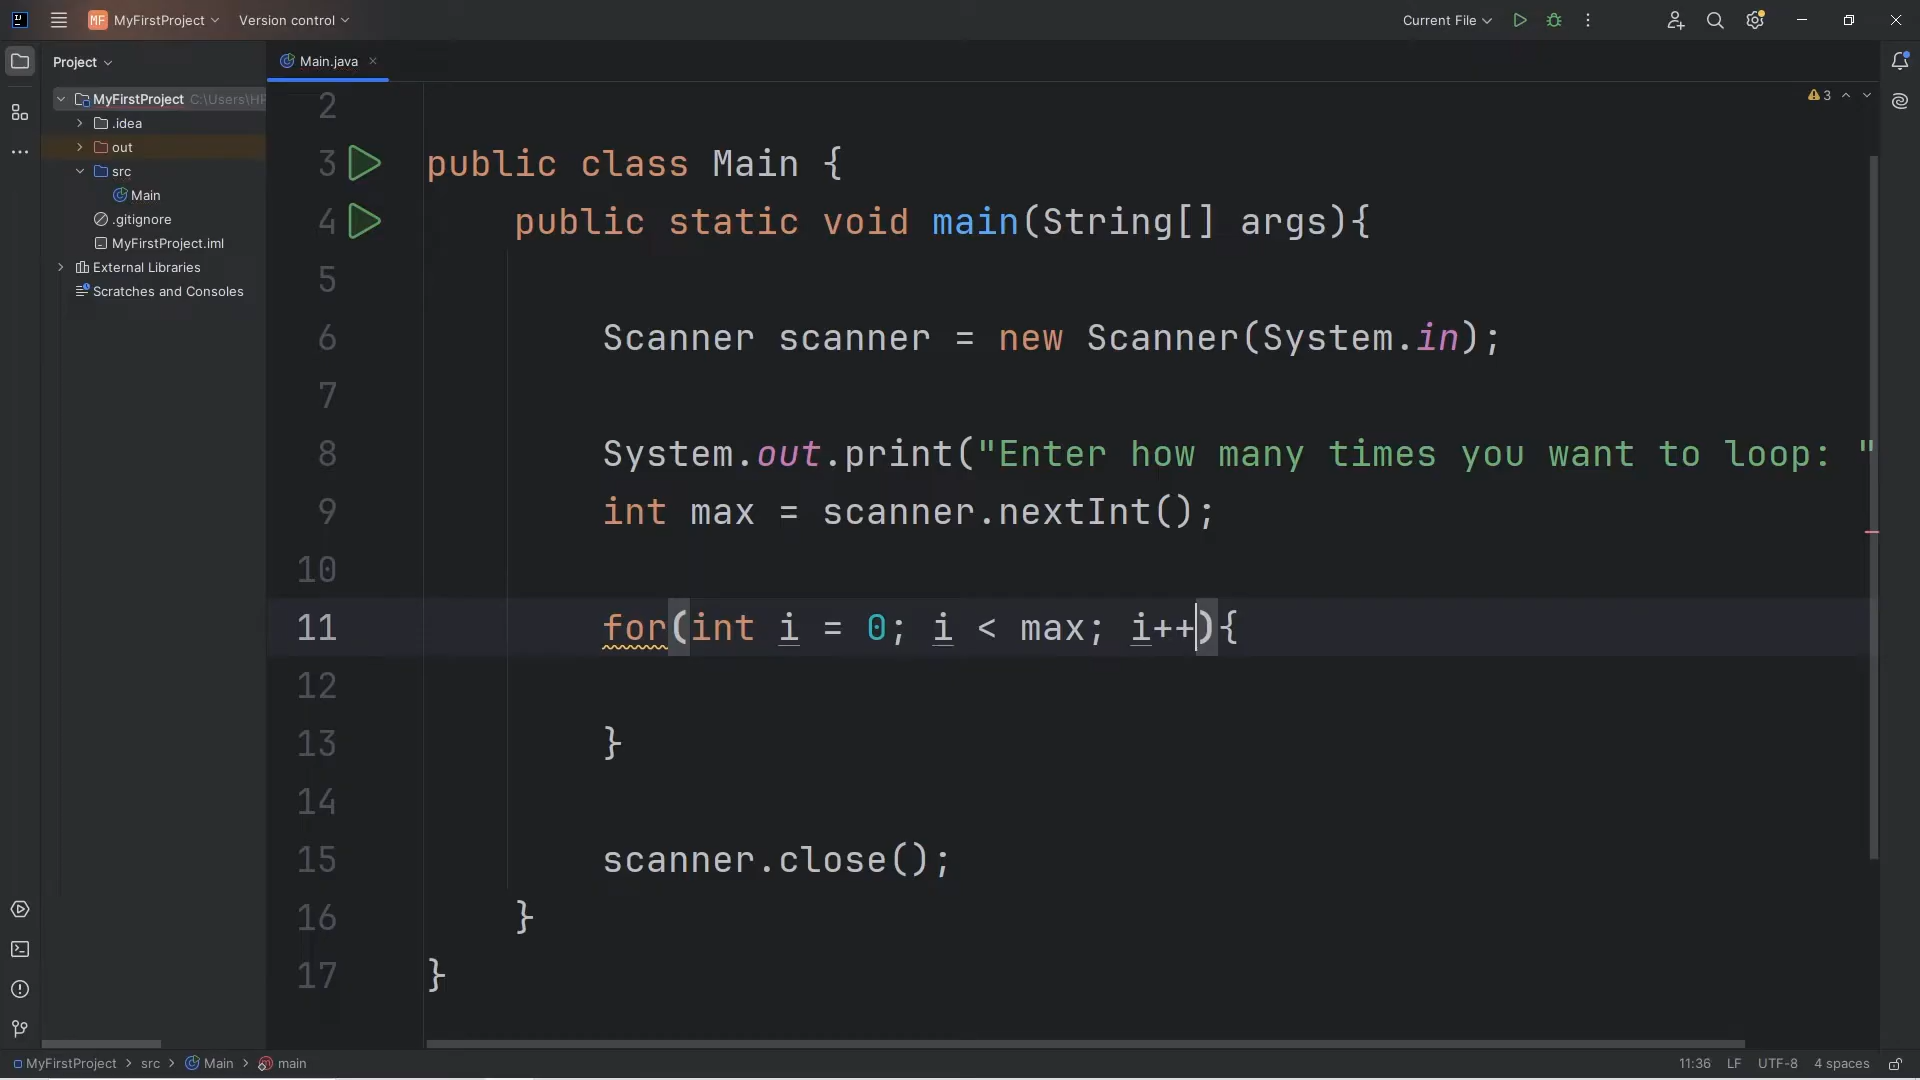 MF MyFirstProject Version control Current File
Project Main.java
MyFirstProject C:\Users\HP
.idea
out
src
Main
.gitignore
MyFirstProject.iml
External Libraries
Scratches and Consoles
3
2
3 public class Main {
4 public static void main(String[] args){
5
6 Scanner scanner = new Scanner(System.in);
7
8 System.out.print("Enter how many times you want to loop: "
9 int max = scanner.nextInt();
10
11 for(int i = 0; i < max; i++){
12
13 }
14
15 scanner.close();
16 }
17 }
MyFirstProject > src > Main > main 11:36 LF UTF-8 4 spaces